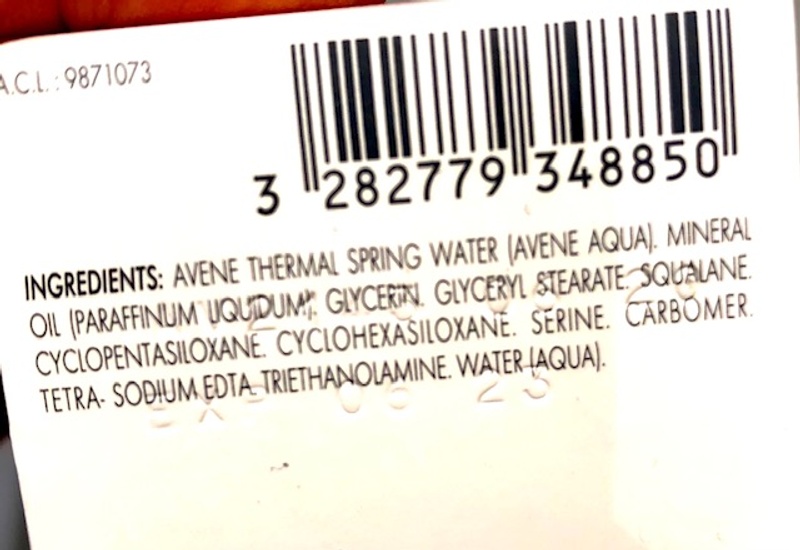 A.C.L. : 9871073
3 282779 348850
INGREDIENTS: AVENE THERMAL SPRING WATER (AVENE AQUA). MINERAL
OIL (PARAFFINUM LIQUIDUM). GLYCERIN. GLYCERYL STEARATE. SQUALANE.
CYCLOPENTASILOXANE. CYCLOHEXASILOXANE. SERINE. CARBOMER.
TETRA- SODIUM EDTA. TRIETHANOLAMINE. WATER (AQUA).